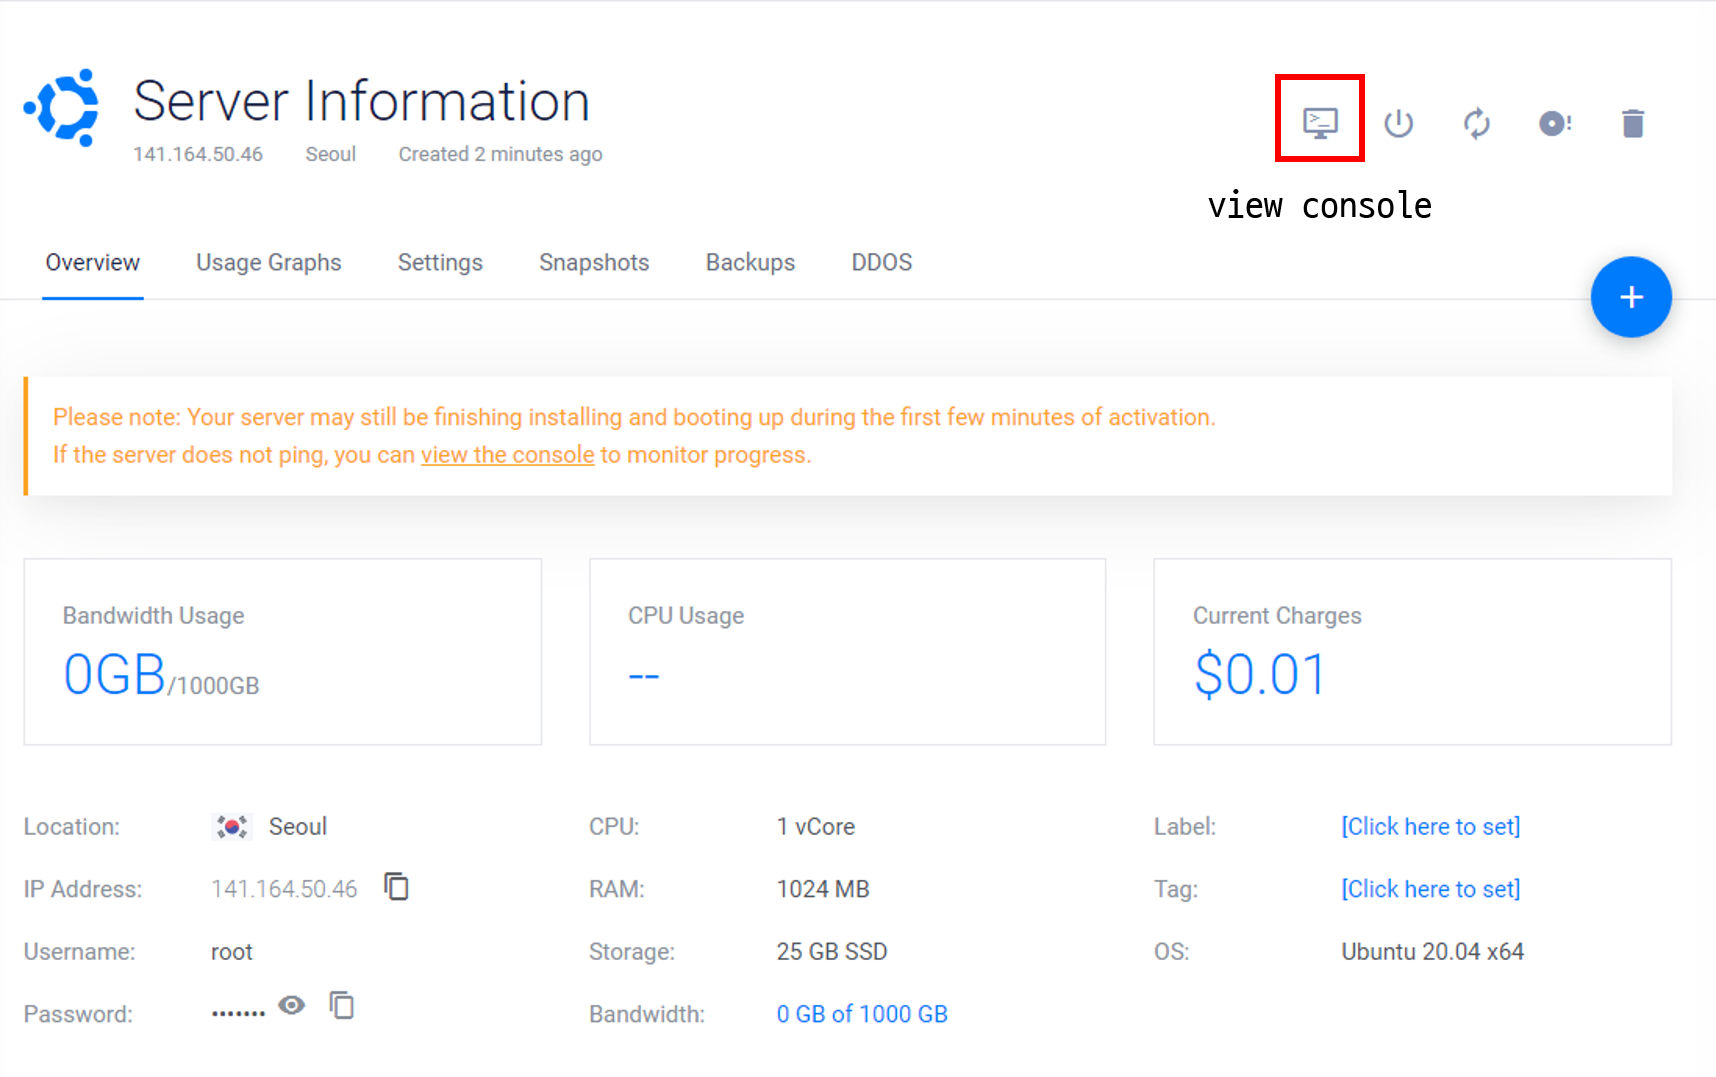 Server Information
141.164.50.46 Seoul Created 2 minutes ago
>_
view console
Overview Usage Graphs Settings Snapshots Backups DDOS
+
Please note: Your server may still be finishing installing and booting up during the first few minutes of activation.
If the server does not ping, you can view the console to monitor progress.
Bandwidth Usage
0GB/1000GB
CPU Usage
--
Current Charges
$0.01
Location: Seoul
IP Address: 141.164.50.46
Username: root
Password: •••••••
CPU: 1 vCore
RAM: 1024 MB
Storage: 25 GB SSD
Bandwidth: 0 GB of 1000 GB
Label: [Click here to set]
Tag: [Click here to set]
OS: Ubuntu 20.04 x64